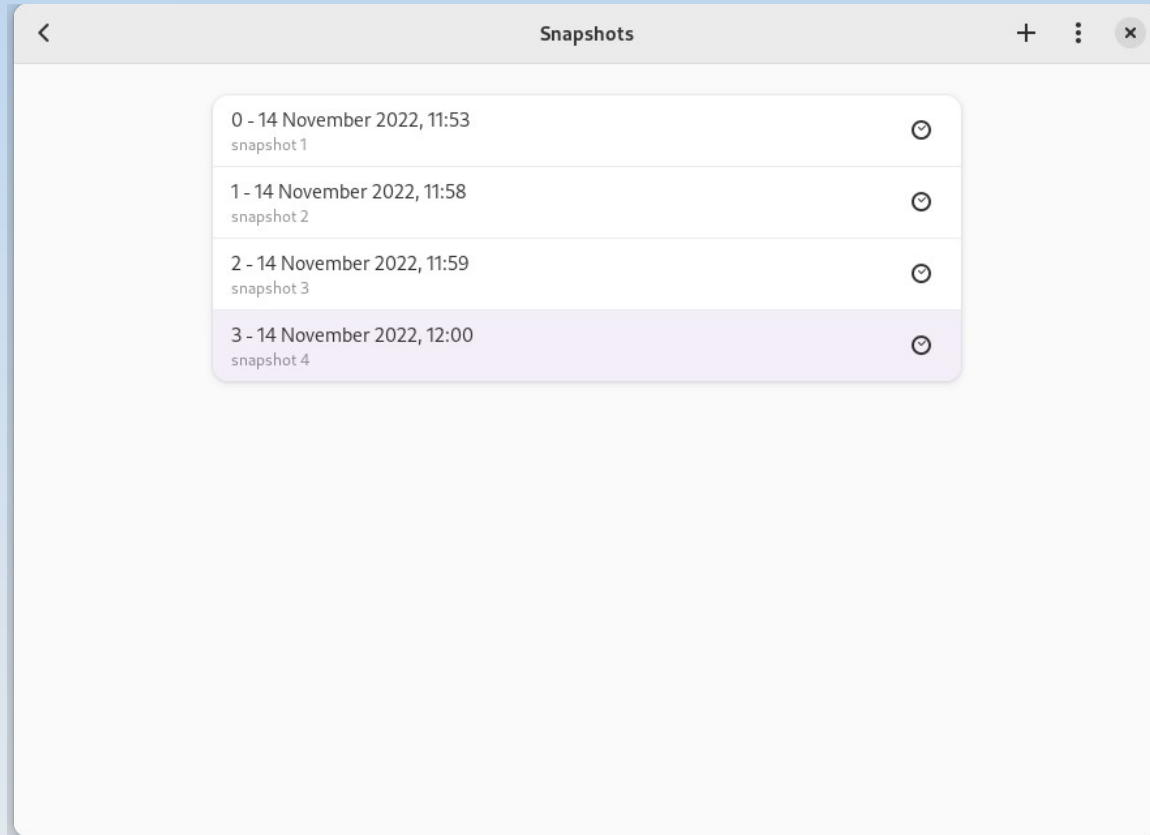 Snapshots
0 - 14 November 2022, 11:53
snapshot 1
1 - 14 November 2022, 11:58
snapshot 2
2 - 14 November 2022, 11:59
snapshot 3
3 - 14 November 2022, 12:00
snapshot 4